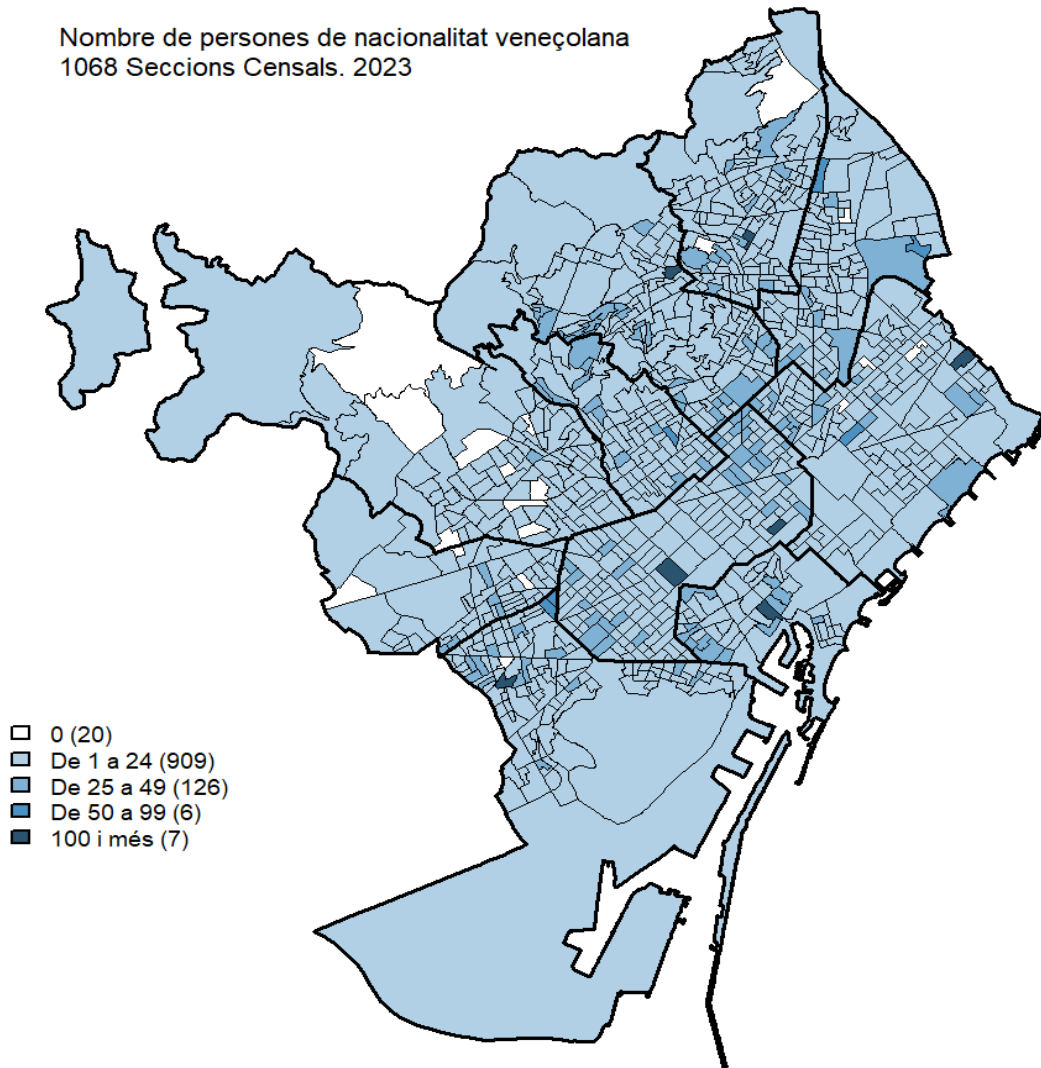 Nombre de persones de nacionalitat veneçolana
1068 Seccions Censals. 2023
0 (20)
De 1 a 24 (909)
De 25 a 49 (126)
De 50 a 99 (6)
100 i més (7)